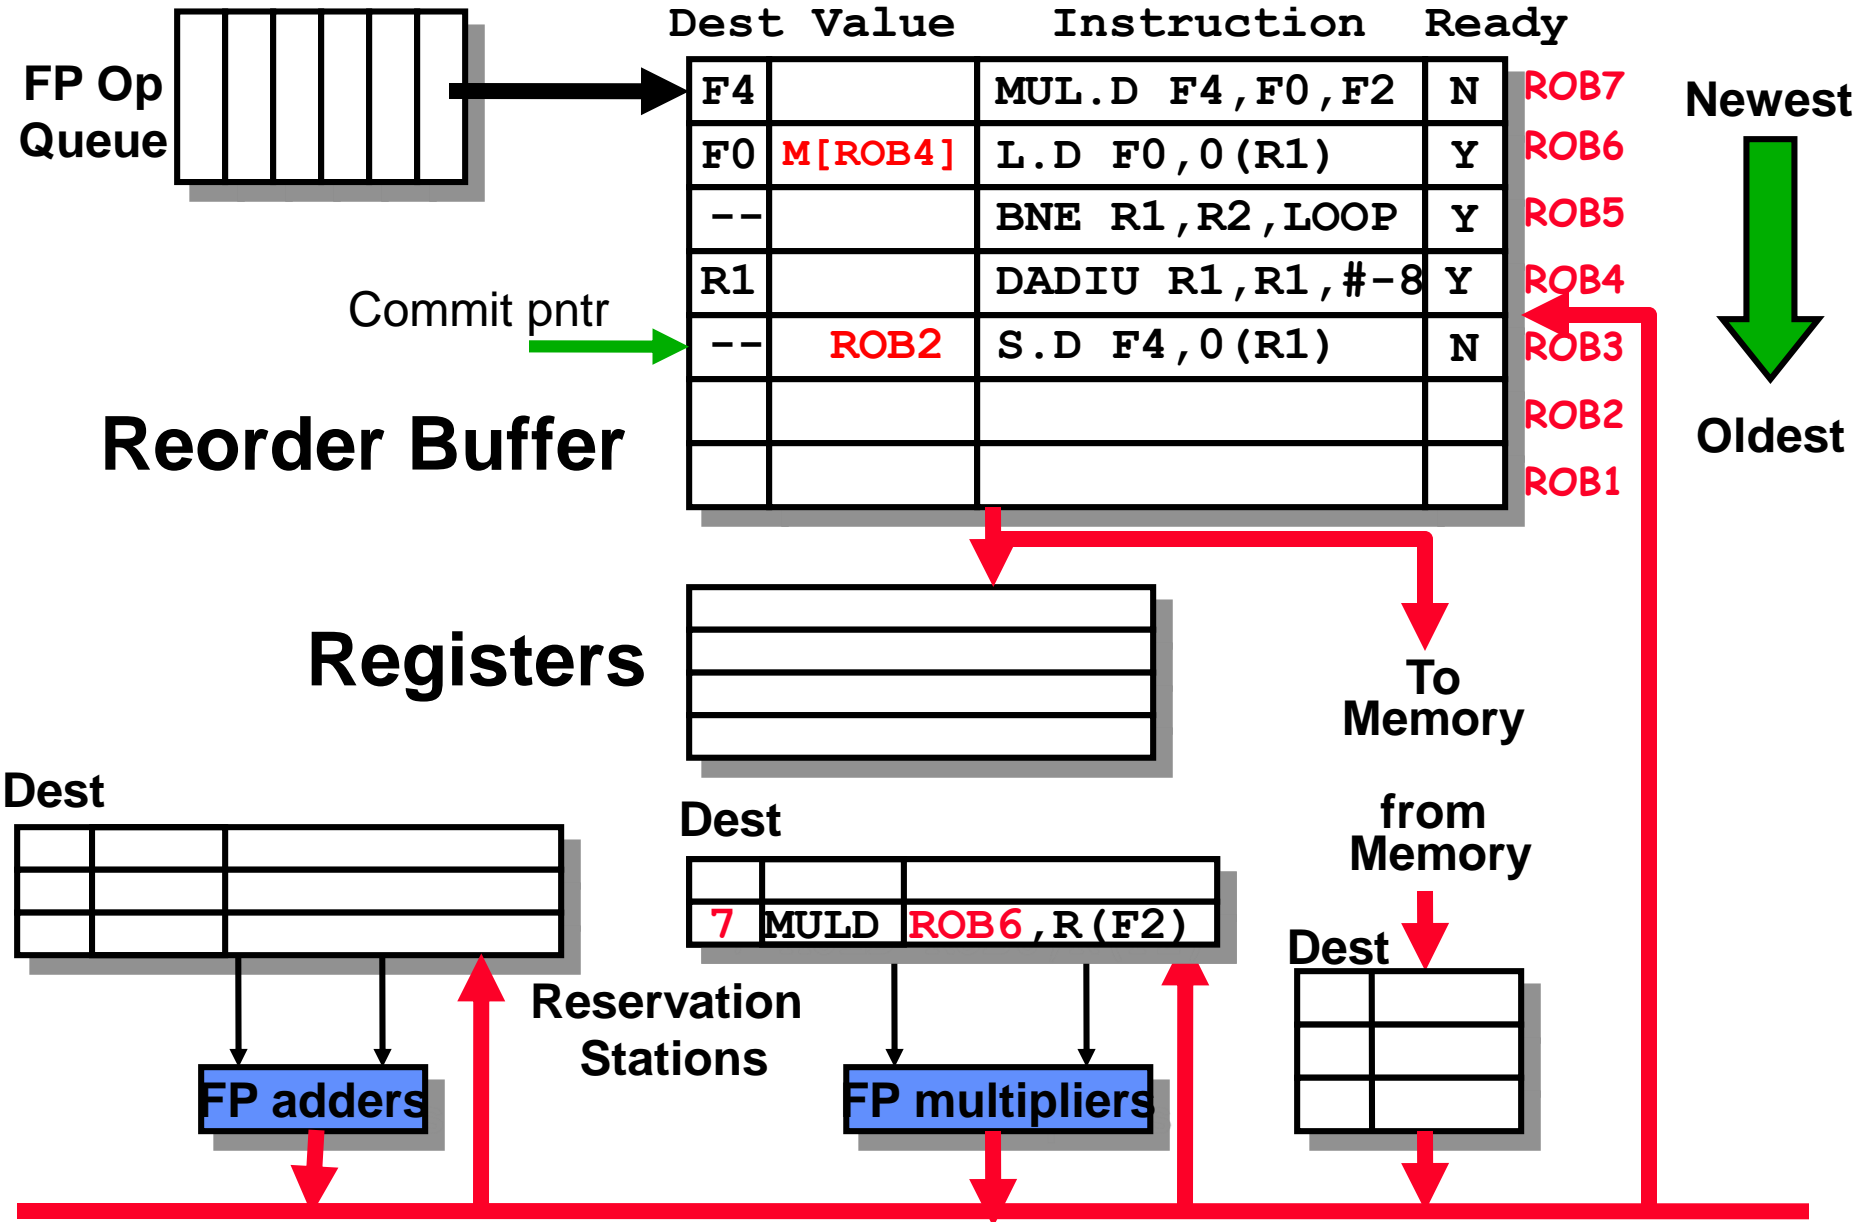 Dest Value Instruction Ready
FP Op
Queue
F4 MUL.D F4,F0,F2 N ROB7
F0 M[ROB4] L.D F0,0(R1) Y ROB6
-- BNE R1,R2,LOOP Y ROB5
R1 DADIU R1,R1,#-8 Y ROB4
-- ROB2 S.D F4,0(R1) N ROB3
ROB2
ROB1
Newest
Oldest
Commit pntr
Reorder Buffer
Registers
To
Memory
from
Memory
Dest
Dest
7 MULD ROB6,R(F2)
Dest
Reservation
Stations
FP adders
FP multipliers